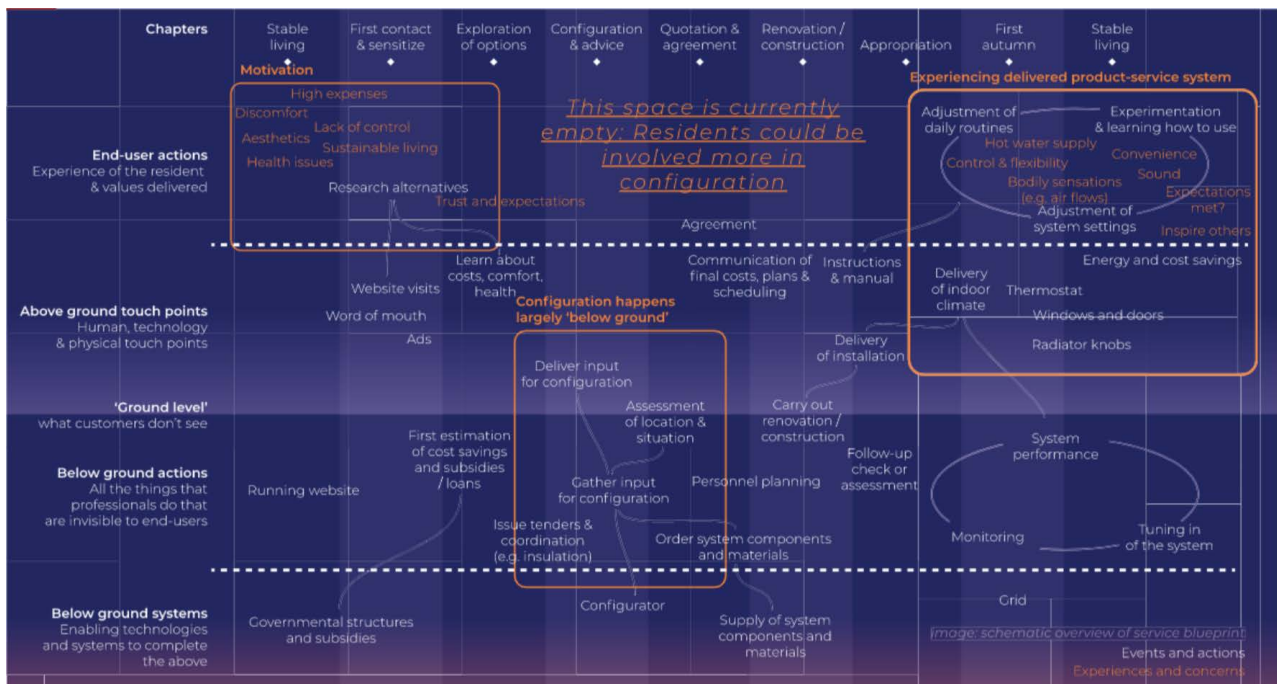 Chapters
Stable
living
First contact
& sensitize
Exploration
of options
Configuration
& advice
Quotation &
agreement
Renovation /
construction
Appropriation
First
autumn
Stable
living
Motivation
High expenses
Discomfort
Lack of control
Aesthetics
Sustainable living
Health issues
Research alternatives
Trust and expectations
This space is currently
empty: Residents could be
involved more in
configuration
Experiencing delivered product-service system
Adjustment of
daily routines
Experimentation
& learning how to use
Hot water supply
Control & flexibility
Convenience
Sound
Bodily sensations
(e.g. air flows)
Expectations
met?
Adjustment of
system settings
Inspire others
End-user actions
Experience of the resident
& values delivered
Agreement
Learn about
costs, comfort,
health
Website visits
Word of mouth
Ads
Communication of
final costs, plans &
scheduling
Instructions
& manual
Energy and cost savings
Delivery
of indoor
climate
Thermostat
Windows and doors
Radiator knobs
Above ground touch points
Human, technology
& physical touch points
Configuration happens
largely ‘below ground’
Deliver input
for configuration
Delivery
of installation
‘Ground level’
what customers don’t see
Assessment
of location &
situation
Carry out
renovation /
construction
First estimation
of cost savings
and subsidies
/ loans
Follow-up
check or
assessment
System
performance
Below ground actions
All the things that
professionals do that
are invisible to end-users
Running website
Gather input
for configuration
Personnel planning
Issue tenders &
coordination
(e.g. insulation)
Order system components
and materials
Monitoring
Tuning in
of the system
Below ground systems
Enabling technologies
and systems to complete
the above
Governmental structures
and subsidies
Configurator
Supply of system
components and
materials
Grid
Image: schematic overview of service blueprint
Events and actions
Experiences and concerns